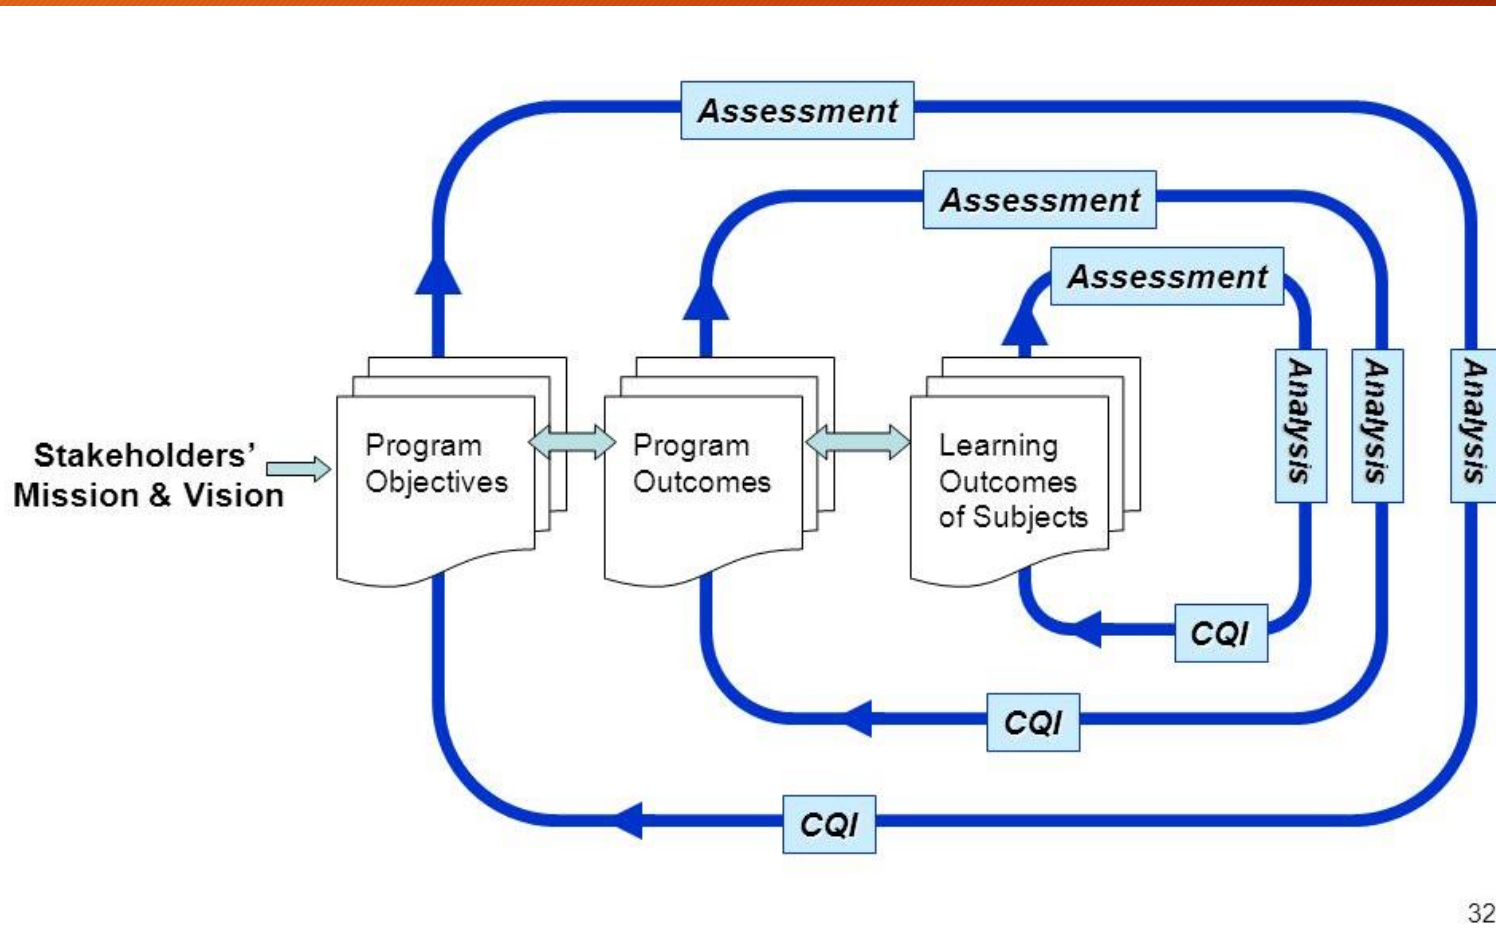 Assessment
Assessment
Assessment
Stakeholders’
Mission & Vision
Program
Objectives
Program
Outcomes
Learning
Outcomes
of Subjects
Analysis
Analysis
Analysis
CQI
CQI
CQI
32